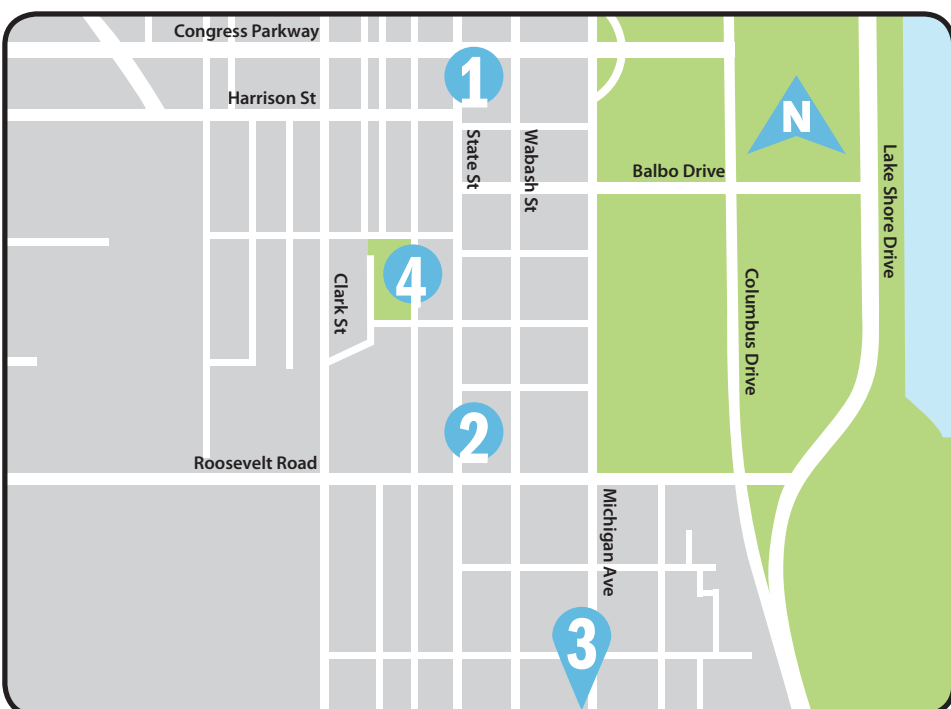 Congress Parkway
1
Harrison St
N
State St
Wabash St
Balbo Drive
Lake Shore Drive
4
Clark St
Columbus Drive
2
Roosevelt Road
Michigan Ave
3